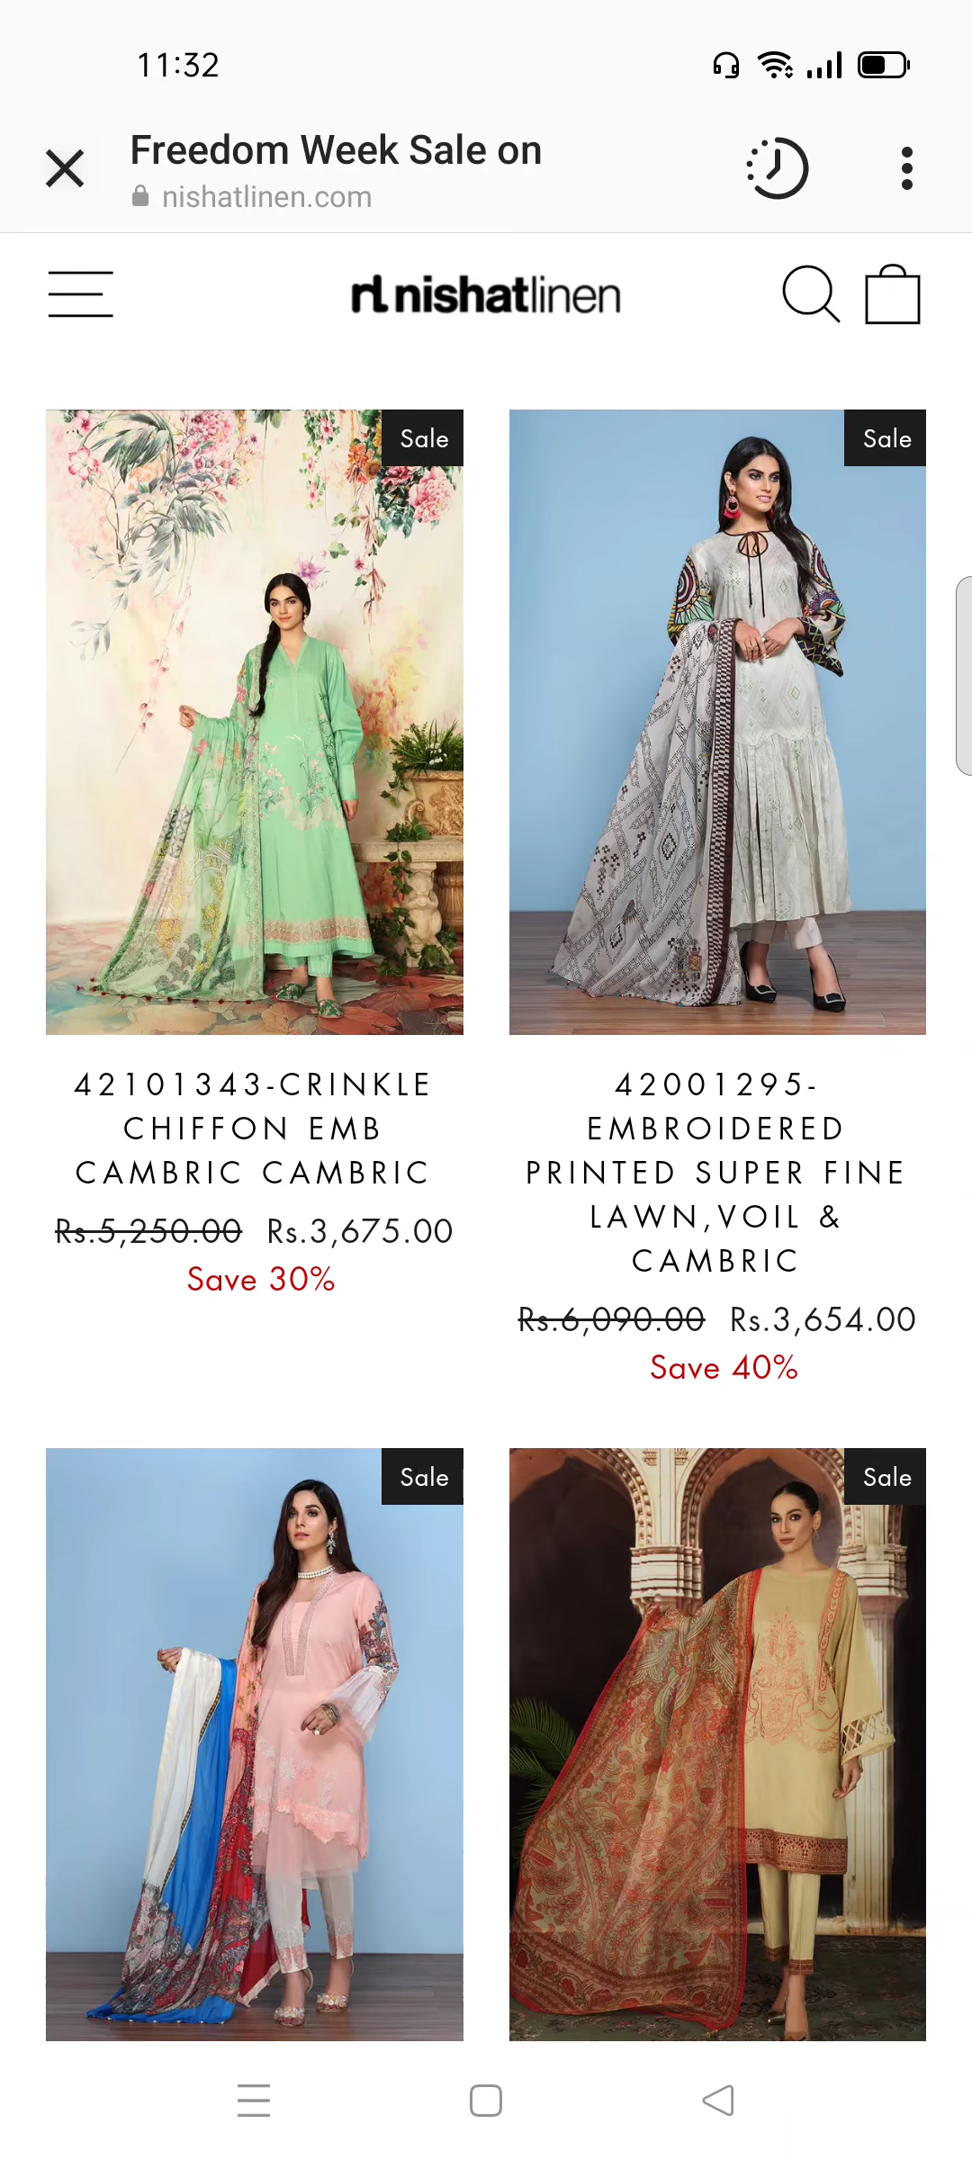 11:32
Freedom Week Sale on
nishatlinen.com
nishatlinen
Sale
Sale
42101343-CRINKLE
CHIFFON EMB
CAMBRIC CAMBRIC
Rs.5,250.00 Rs.3,675.00
Save 30%
42001295-
EMBROIDERED
PRINTED SUPER FINE
LAWN,VOIL &
CAMBRIC
Rs.6,090.00 Rs.3,654.00
Save 40%
Sale
Sale